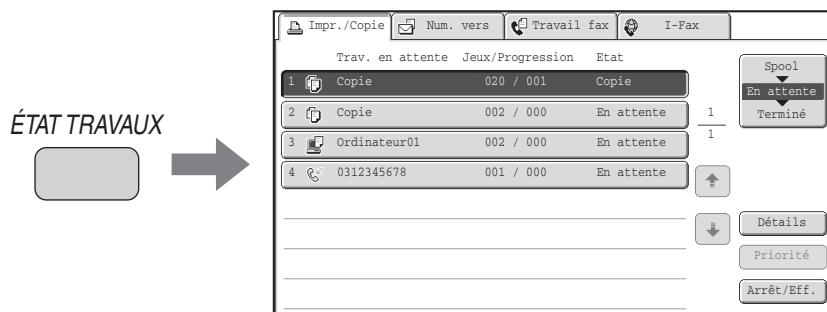 ÉTAT TRAVAUX
Impr./Copie Num. vers Travail fax I-Fax
Trav. en attente Jeux/Progression Etat
1 Copie 020 / 001 Copie
2 Copie 002 / 000 En attente
3 Ordinateur01 002 / 000 En attente
4 0312345678 001 / 000 En attente
1
1
Spool
En attente
Terminé
Détails
Priorité
Arrêt/Eff.